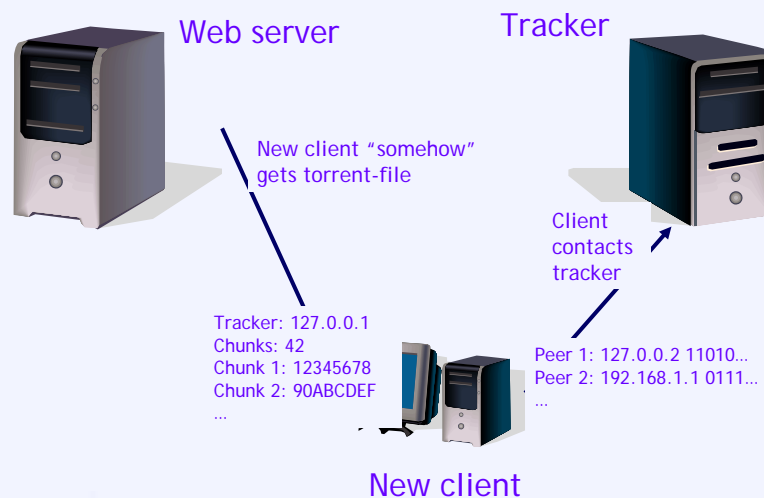 Web server
Tracker
New client “somehow”
gets torrent-file
Client
contacts
tracker
Tracker: 127.0.0.1
Chunks: 42
Chunk 1: 12345678
Chunk 2: 90ABCDEF
...
Peer 1: 127.0.0.2 11010...
Peer 2: 192.168.1.1 0111...
...
New client